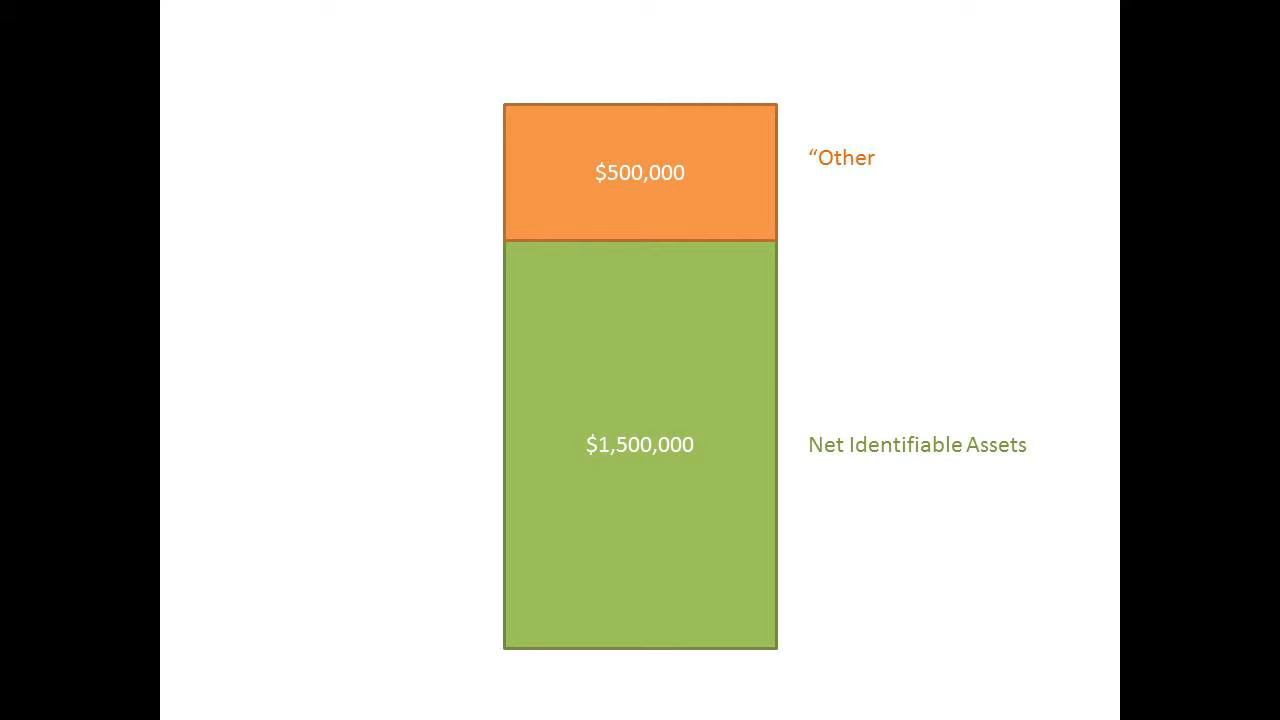 $500,000
“Other
$1,500,000
Net Identifiable Assets